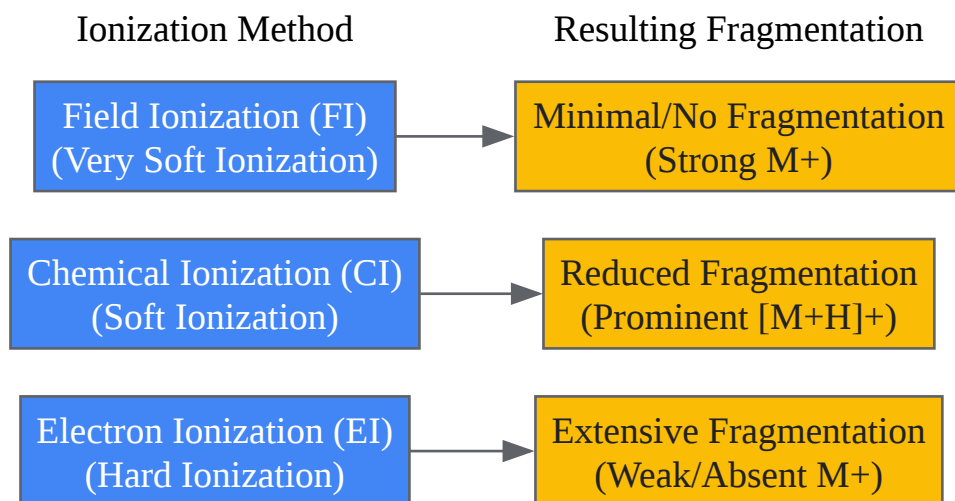 Ionization Method
Resulting Fragmentation
Field Ionization (FI)
(Very Soft Ionization)
Minimal/No Fragmentation
(Strong M+)
Chemical Ionization (CI)
(Soft Ionization)
Reduced Fragmentation
(Prominent [M+H]+)
Electron Ionization (EI)
(Hard Ionization)
Extensive Fragmentation
(Weak/Absent M+)